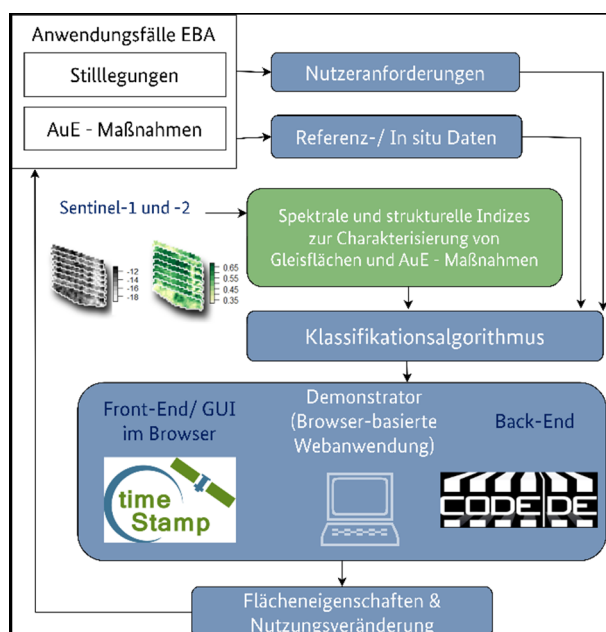 Anwendungsfälle EBA
Stilllegungen
Nutzeranforderungen
AuE - Maßnahmen
Referenz-/ In situ Daten
Sentinel-1 und -2
Spektrale und strukturelle Indizes
zur Charakterisierung von
Gleisflächen und AuE - Maßnahmen
-12
-14
-16
-18
0.65
0.55
0.45
0.35
Klassifikationsalgorithmus
Front-End/ GUI
im Browser
Demonstrator
(Browser-basierte
Webanwendung)
Back-End
time
Stamp
CODE DE
Flächeneigenschaften &
Nutzungsveränderung